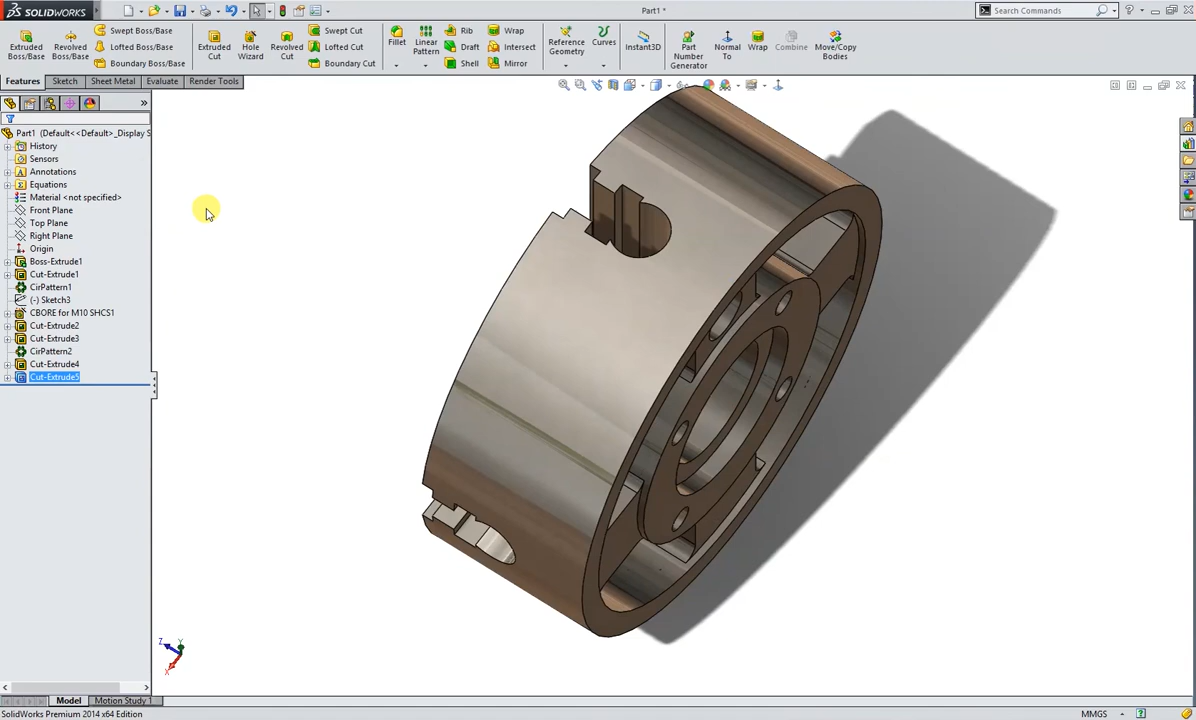 SOLIDWORKS
Part1 *
Search Commands
Extruded Boss/Base
Revolved Boss/Base
Swept Boss/Base
Lofted Boss/Base
Boundary Boss/Base
Extruded Cut
Hole Wizard
Revolved Cut
Swept Cut
Lofted Cut
Boundary Cut
Fillet
Linear Pattern
Rib
Draft
Shell
Wrap
Intersect
Mirror
Reference Geometry
Curves
Instant3D
Part Number Generator
Normal To
Wrap
Combine
Move/Copy Bodies
Features
Sketch
Sheet Metal
Evaluate
Render Tools
Part1 (Default<<Default>_Display S
History
Sensors
Annotations
Equations
Material <not specified>
Front Plane
Top Plane
Right Plane
Origin
Boss-Extrude1
Cut-Extrude1
CirPattern1
(-) Sketch3
CBORE for M10 SHCS1
Cut-Extrude2
Cut-Extrude3
CirPattern2
Cut-Extrude4
Cut-Extrude5
Z
Y
X
Model
Motion Study 1
SolidWorks Premium 2014 x64 Edition
MMGS